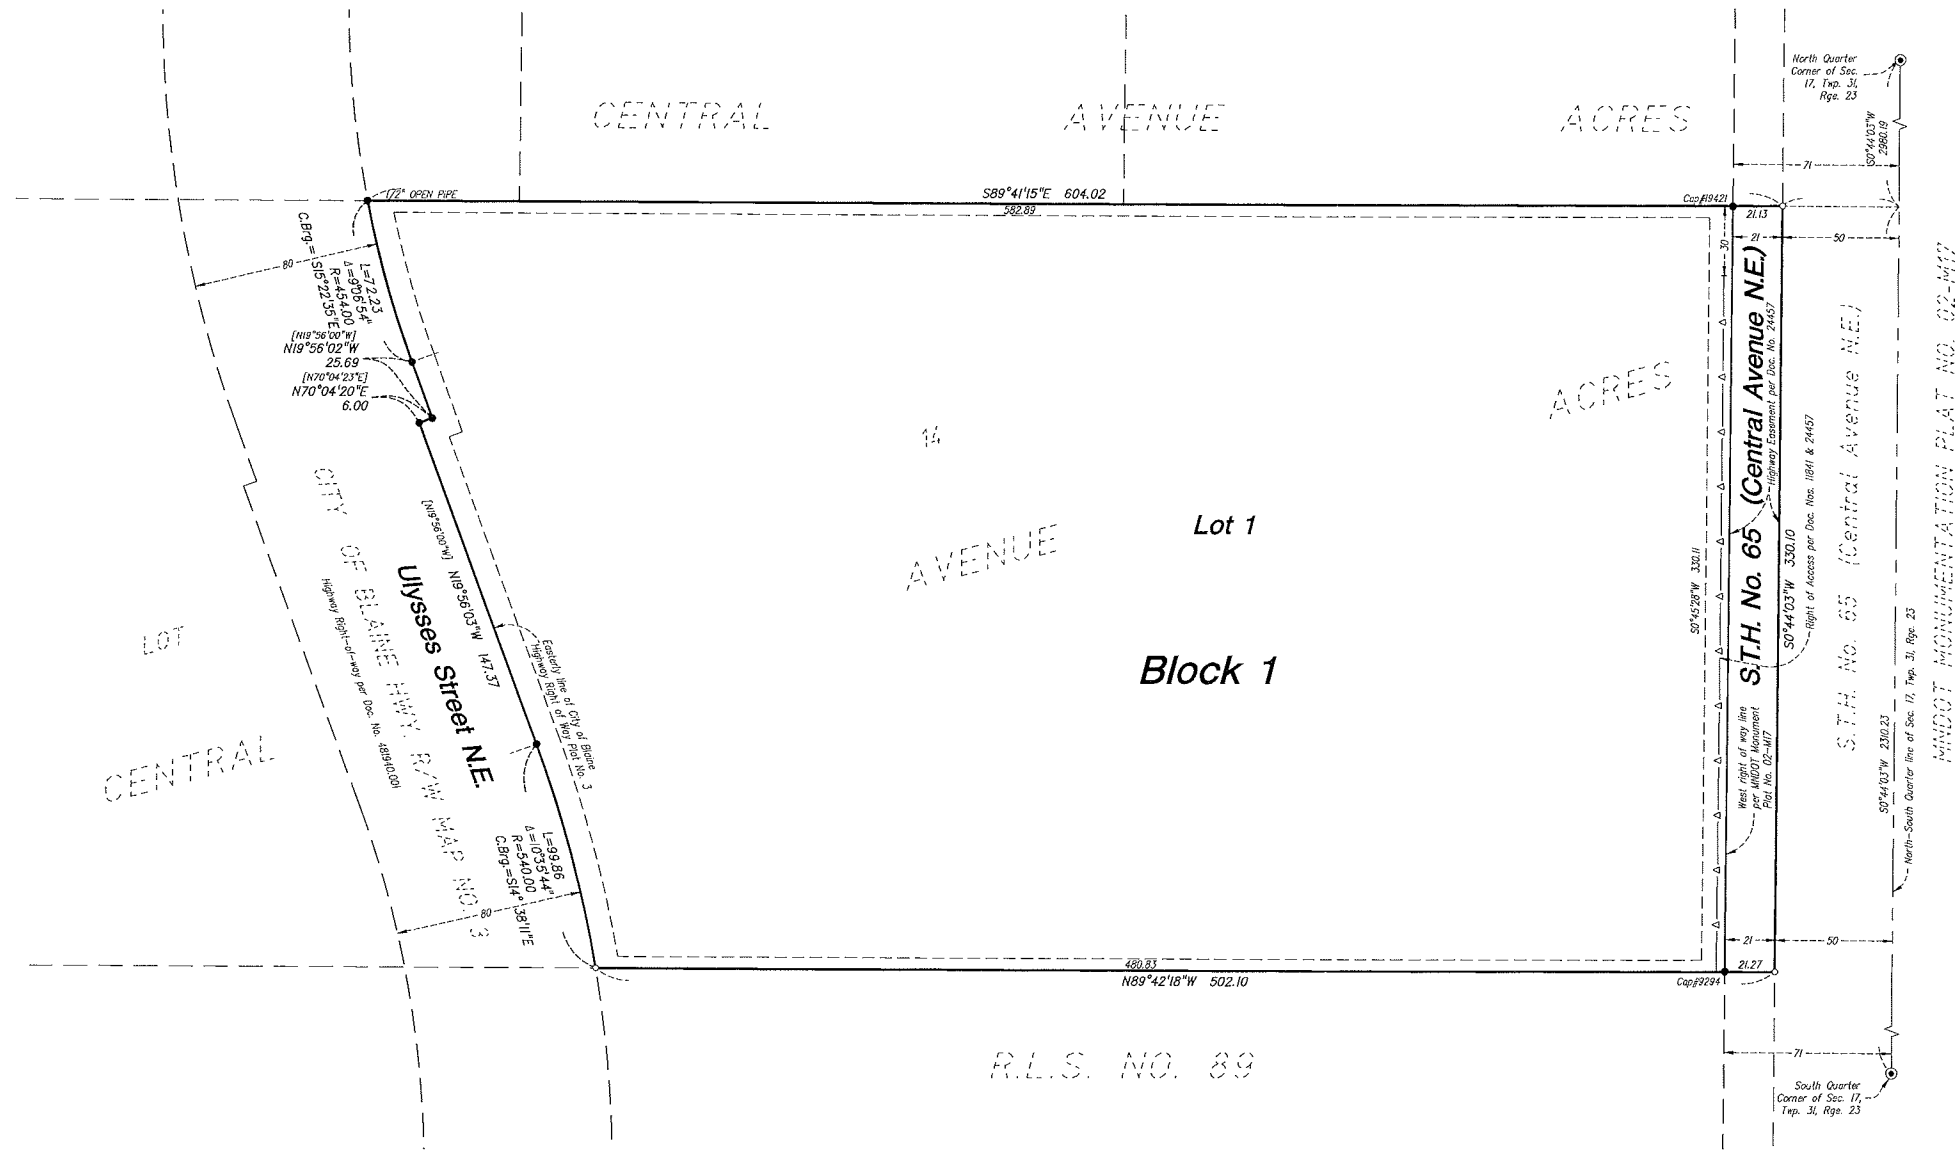 CENTRAL AVENUE ACRES
North Quarter
Corner of Sec.
17, Twp. 31,
Rge. 23
S0°44'03"W
2980.19
71
1/2" OPEN PIPE
S89°41'15"E 604.02
582.89
Cap#19421
21.13
21
50
30
80
L=72.23
Δ=9°06'54"
R=454.00
C.Brg.=S15°22'35"E
[N19°56'00"W]
N19°56'02"W
25.69
[N70°04'23"E]
N70°04'20"E
6.00
14
ACRES
AVENUE
Lot 1
Block 1
[N19°56'00"W] N19°56'03"W 147.37
Easterly line of City of Blaine
Highway Right of Way Plat No. 3
Ulysses Street N.E.
CITY OF BLAINE HWY. R/W MAP NO. 3
Highway Right-of-way per Doc. No. 481940.001
LOT
CENTRAL
L=99.86
Δ=10°35'44"
R=540.00
C.Brg.=S14°38'11"E
80
S0°45'28"W 330.11
S.T.H. No. 65 (Central Avenue N.E.)
Highway Easment per Doc. No. 24457
S0°44'03"W 330.10
Right of Access per Doc. Nos. 11841 & 24457
West right of way line
per MNDOT Monument
Plat No. 02-M17
S.T.H. No. 65 (Central Avenue N.E.)
S0°44'03"W 2310.23
North-South Quarter line of Sec. 17, Twp. 31, Rge. 23
MNDOT MONUMENTATION PLAT NO. 02-M17
21
50
480.83
N89°42'18"W 502.10
21.27
Cap#9294
R.L.S. NO. 89
71
South Quarter
Corner of Sec. 17,
Twp. 31, Rge. 23